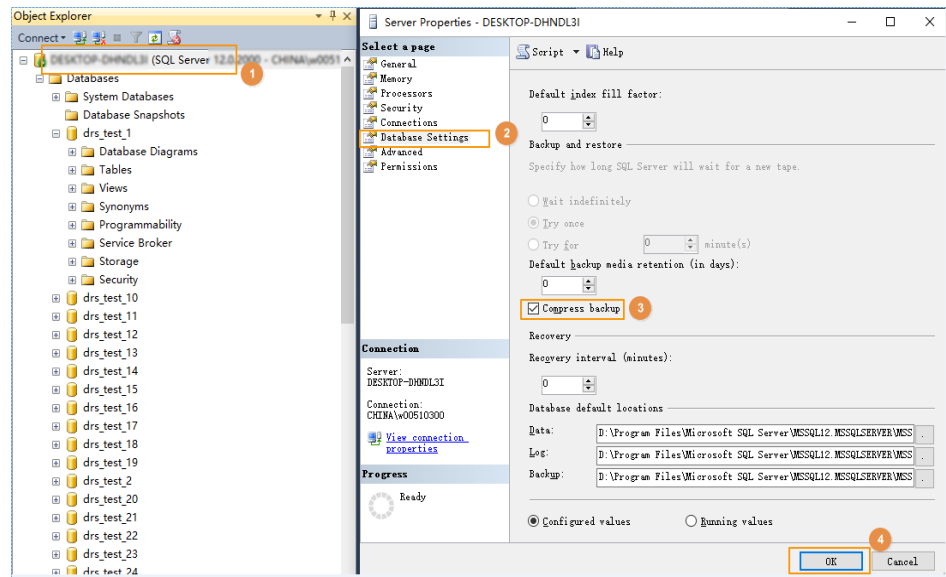 Object Explorer
Connect
DESKTOP-DHNDL3I (SQL Server 12.0.2000 - CHINA\w0051
1
Databases
System Databases
Database Snapshots
drs_test_1
Database Diagrams
Tables
Views
Synonyms
Programmability
Service Broker
Storage
Security
drs_test_10
drs_test_11
drs_test_12
drs_test_13
drs_test_14
drs_test_15
drs_test_16
drs_test_17
drs_test_18
drs_test_19
drs_test_2
drs_test_20
drs_test_21
drs_test_22
drs_test_23
drs_test_24
Server Properties - DESKTOP-DHNDL3I
Select a page
General
Memory
Processors
Security
Connections
Database Settings
2
Advanced
Permissions
Connection
Server:
DESKTOP-DHNDL3I
Connection:
CHINA\w00510300
View connection
properties
Progress
Ready
Script Help
Default index fill factor:
0
Backup and restore
Specify how long SQL Server will wait for a new tape.
Wait indefinitely
Try once
Try for 0 minute(s)
Default backup media retention (in days):
0
Compress backup 3
Recovery
Recovery interval (minutes):
0
Database default locations
Data: D:\Program Files\Microsoft SQL Server\MSSQL12.MSSQLSERVER\MSS .
Log: D:\Program Files\Microsoft SQL Server\MSSQL12.MSSQLSERVER\MSS .
Backup: D:\Program Files\Microsoft SQL Server\MSSQL12.MSSQLSERVER\MSS .
Configured values Running values
4
OK Cancel